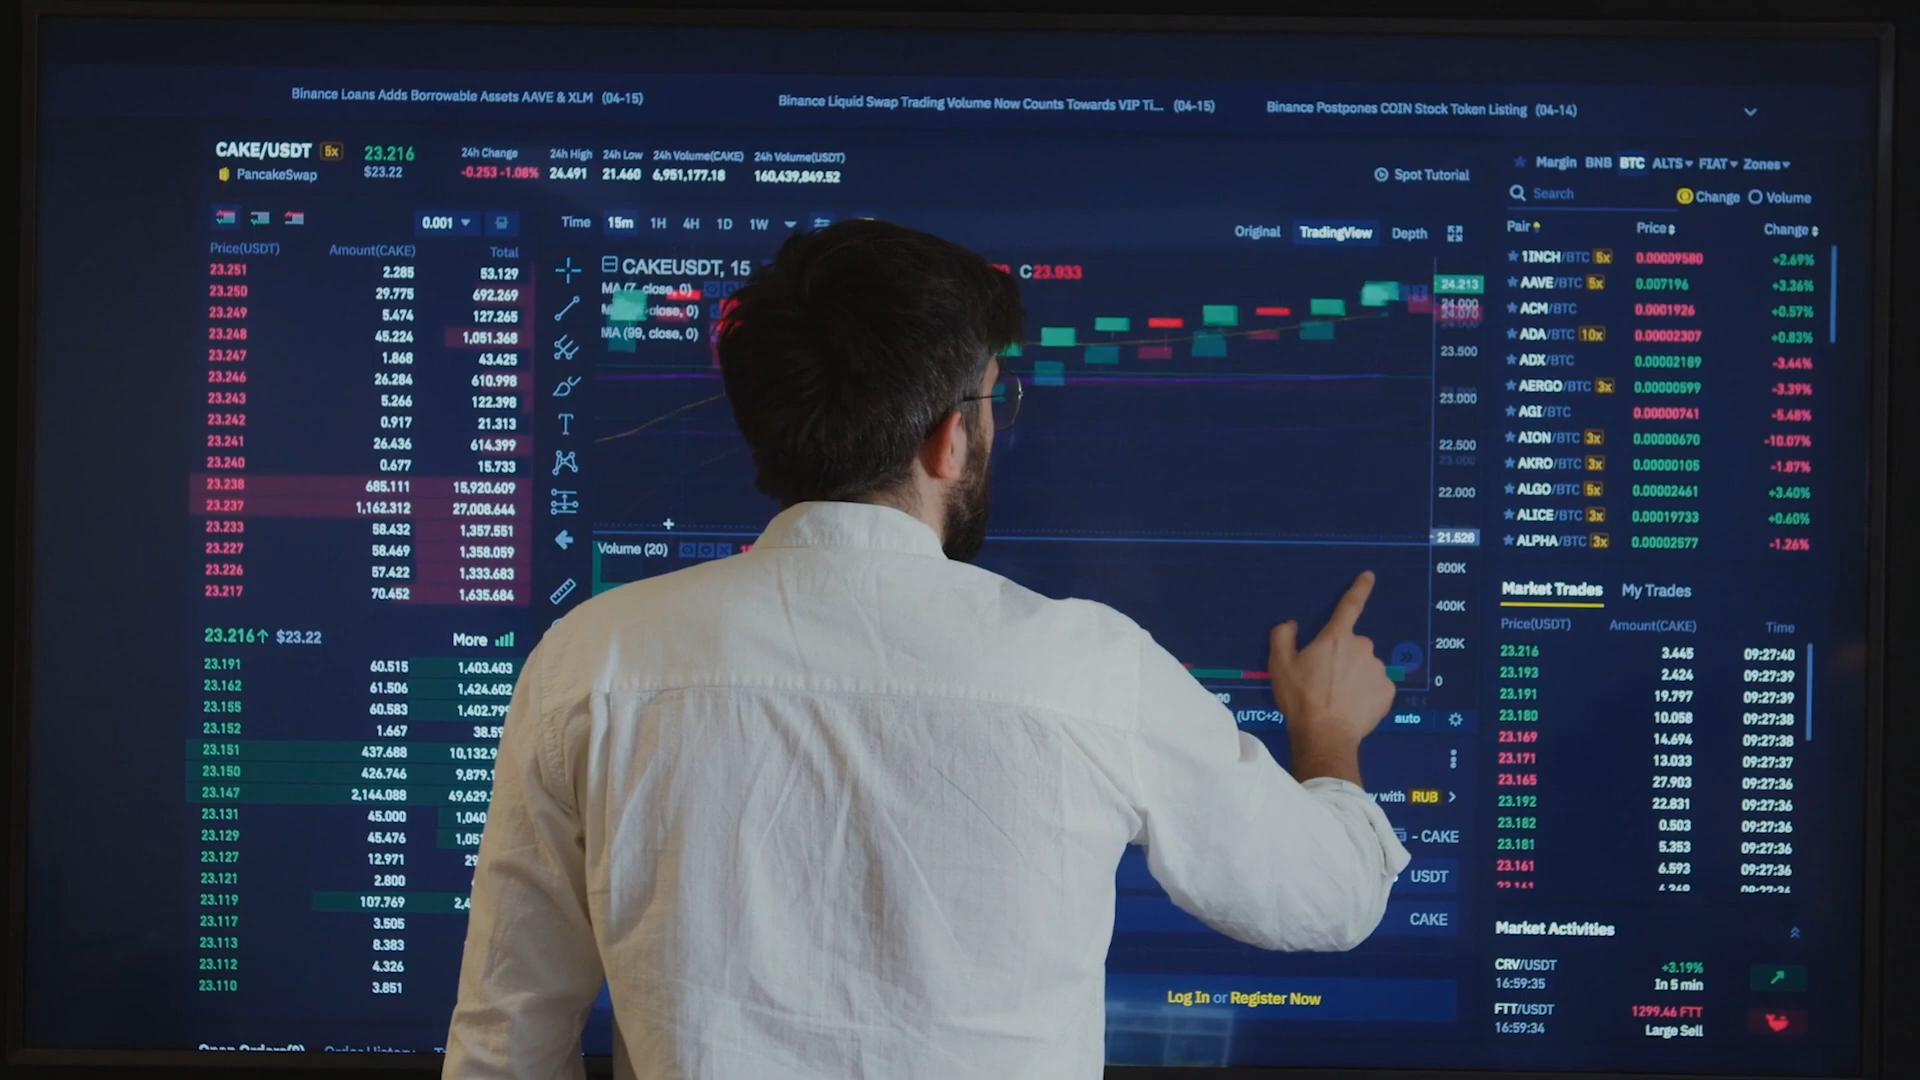 Binance Loans Adds Borrowable Assets AAVE & XLM (04-15)
Binance Liquid Swap Trading Volume Now Counts Towards VIP Ti... (04-15)
Binance Postpones COIN Stock Token Listing (04-14)
CAKE/USDT 5x
PancakeSwap
23.216
$23.22
24h Change
-0.253 -1.08%
24h High
24.491
24h Low
21.460
24h Volume(CAKE)
6,951,177.18
24h Volume(USDT)
160,439,849.52
Spot Tutorial
0.001
Price(USDT) Amount(CAKE) Total
23.251 2.285 53.129
23.250 29.775 692.269
23.249 5.474 127.265
23.248 45.224 1,051.368
23.247 1.868 43.425
23.246 26.284 610.998
23.243 5.266 122.398
23.242 0.917 21.313
23.241 26.436 614.399
23.240 0.677 15.733
23.238 685.111 15,920.609
23.237 1,162.312 27,008.644
23.233 58.432 1,357.551
23.227 58.469 1,358.059
23.226 57.422 1,333.683
23.217 70.452 1,635.684
23.216↑ $23.22 More
23.191 60.515 1,403.403
23.162 61.506 1,424.602
23.155 60.583 1,402.799
23.152 1.667 38.59
23.151 437.688 10,132.9
23.150 426.746 9,879.1
23.147 2,144.088 49,629.
23.131 45.000 1,040
23.129 45.476 1,051
23.127 12.971 29
23.121 2.800
23.119 107.769 2,4
23.117 3.505
23.113 8.383
23.112 4.326
23.110 3.851
Open Orders(0) Order History
Time 15m 1H 4H 1D 1W
Original TradingView Depth
CAKEUSDT, 15
C23.933
MA (7, close, 0)
close, 0)
MA (99, close, 0)
24.213
24.000
24.070
23.500
23.000
22.500
22.000
21.526
Volume (20)
600K
400K
200K
0
(UTC+2) auto
with RUB
- CAKE
USDT
CAKE
Log In or Register Now
Margin BNB BTC ALTS FIAT Zones
Search Change Volume
Pair Price Change
1INCH/BTC 5x 0.00009580 +2.69%
AAVE/BTC 5x 0.007196 +3.36%
ACM/BTC 0.0001926 +0.57%
ADA/BTC 10x 0.00002307 +0.83%
ADX/BTC 0.00002189 -3.44%
AERGO/BTC 3x 0.00000599 -3.39%
AGI/BTC 0.00000741 -5.48%
AION/BTC 3x 0.00000670 -10.07%
AKRO/BTC 3x 0.00000105 -1.87%
ALGO/BTC 5x 0.00002461 +3.40%
ALICE/BTC 3x 0.00019733 +0.60%
ALPHA/BTC 3x 0.00002577 -1.26%
Market Trades My Trades
Price(USDT) Amount(CAKE) Time
23.216 3.445 09:27:40
23.193 2.424 09:27:39
23.191 19.797 09:27:39
23.180 10.058 09:27:38
23.169 14.694 09:27:38
23.171 13.033 09:27:37
23.165 27.903 09:27:36
23.192 22.831 09:27:36
23.182 0.503 09:27:36
23.181 5.353 09:27:36
23.161 6.593 09:27:36
Market Activities
CRV/USDT +3.19%
16:59:35 In 5 min
FTT/USDT 1299.46 FTT
16:59:34 Large Sell